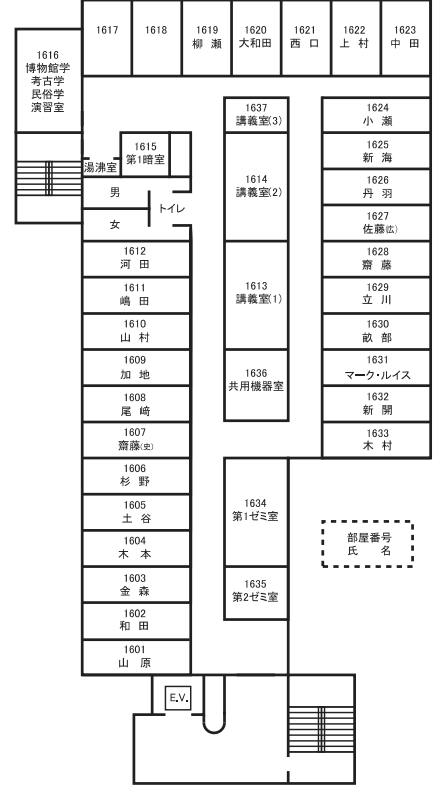 1617
1618
1619
柳 瀬
1620
大和田
1621
西 口
1622
上 村
1623
中 田
1616
博物館学
考古学
民俗学
演習室
1615
第1暗室
湯沸室
男
女
トイレ
1612
河 田
1611
嶋 田
1610
山 村
1609
加 地
1608
尾 﨑
1607
齋藤(史)
1606
杉 野
1605
土 谷
1604
木 本
1603
金 森
1602
和 田
1601
山 原
1637
講義室(3)
1614
講義室(2)
1613
講義室(1)
1636
共用機器室
1634
第1ゼミ室
1635
第2ゼミ室
1624
小 瀬
1625
新 海
1626
丹 羽
1627
佐藤(広)
1628
齋 藤
1629
立 川
1630
畝 部
1631
マーク・ルイス
1632
新 開
1633
木 村
部屋番号
氏 名
E.V.